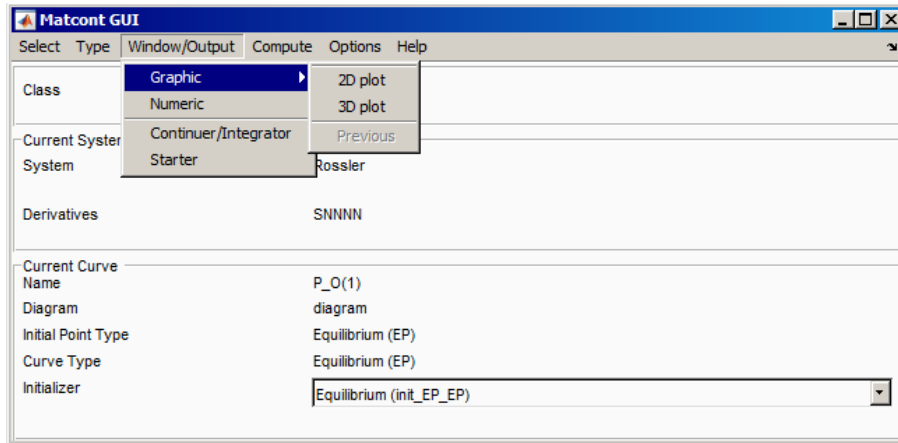 Matcont GUI
Select Type Window/Output Compute Options Help
Graphic
Numeric
Continuer/Integrator
Starter
2D plot
3D plot
Previous
Class
Current System
System Rossler
Derivatives SNNNN
Current Curve
Name P_O(1)
Diagram diagram
Initial Point Type Equilibrium (EP)
Curve Type Equilibrium (EP)
Initializer Equilibrium (init_EP_EP)